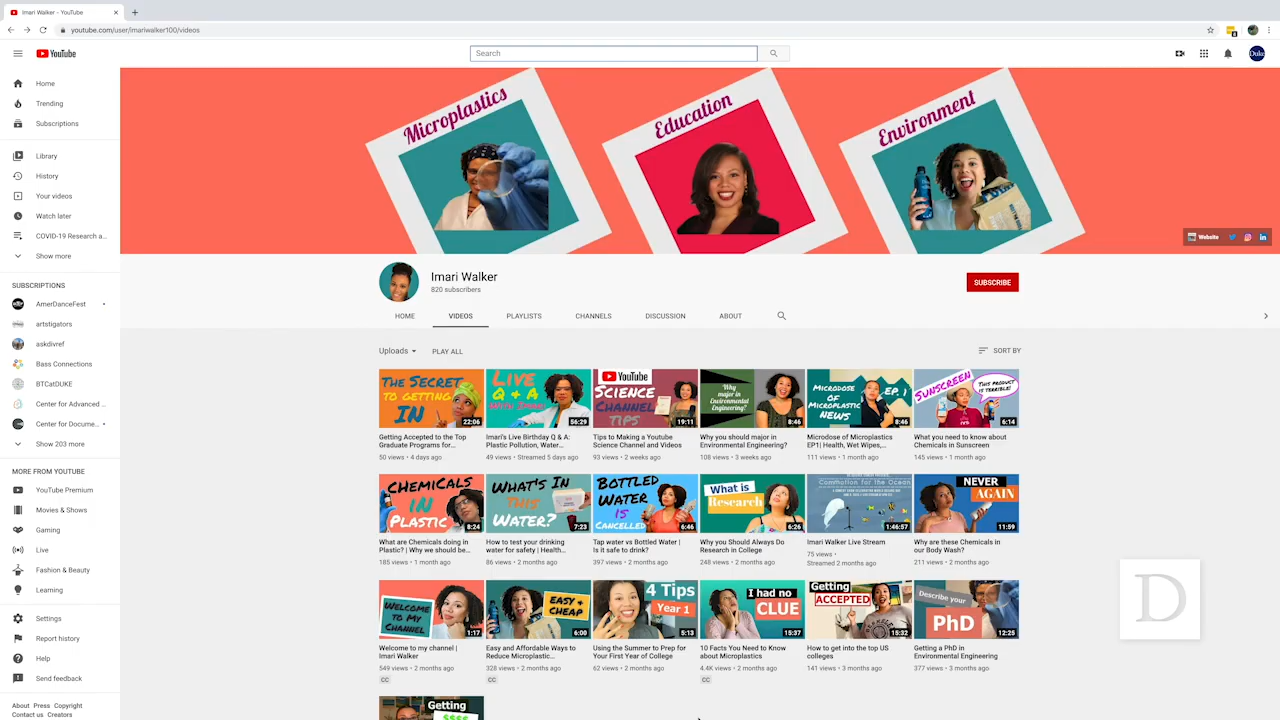 Imari Walker - YouTube
youtube.com/user/imariwalker100/videos
YouTube
Search
Duke
Home
Trending
Subscriptions
Library
History
Your videos
Watch later
COVID-19 Research a...
Show more
SUBSCRIPTIONS
AmerDanceFest
artstigators
askdivref
Bass Connections
BTCatDUKE
Center for Advanced ...
Center for Docume...
Show 203 more
MORE FROM YOUTUBE
YouTube Premium
Movies & Shows
Gaming
Live
Fashion & Beauty
Learning
Settings
Report history
Help
Send feedback
About Press Copyright
Contact us Creators
Microplastics
Education
Environment
Website
Imari Walker
820 subscribers
SUBSCRIBE
HOME VIDEOS PLAYLISTS CHANNELS DISCUSSION ABOUT
Uploads PLAY ALL SORT BY
THE SECRET
TO GETTING
IN
22:06
Getting Accepted to the Top
Graduate Programs for...
50 views • 4 days ago
LIVE
Q & A
WITH IMARI
56:29
Imari's Live Birthday Q & A:
Plastic Pollution, Water...
49 views • Streamed 5 days ago
YouTube
SCIENCE
CHANNEL
TIPS
19:11
Tips to Making a Youtube
Science Channel and Videos
93 views • 2 weeks ago
Why
major in
Environmental
Engineering?
8:46
Why you should major in
Environmental Engineering?
108 views • 3 weeks ago
MICRODOSE
OF
MICROPLASTIC
NEWS
EP. 1
8:46
Microdose of Microplastics
EP1| Health, Wet Wipes,...
111 views • 1 month ago
SUNSCREEN
THIS PRODUCT
IS TERRIBLE!
6:14
What you need to know about
Chemicals in Sunscreen
145 views • 1 month ago
CHEMICALS
IN
PLASTIC
8:24
What are Chemicals doing in
Plastic? | Why we should be...
185 views • 1 month ago
WHAT'S IN
THIS
WATER?
7:23
How to test your drinking
water for safety | Health...
86 views • 2 months ago
BOTTLED
WATER
IS
CANCELLED
6:46
Tap water vs Bottled Water |
Is it safe to drink?
397 views • 2 months ago
What is
Research
6:26
Why you Should Always Do
Research in College
248 views • 2 months ago
1:46:57
Imari Walker Live Stream
75 views •
Streamed 2 months ago
NEVER
AGAIN
11:59
Why are these Chemicals in
our Body Wash?
211 views • 2 months ago
WELCOME
TO MY
CHANNEL
1:17
Welcome to my channel |
Imari Walker
549 views • 2 months ago
CC
EASY &
CHEAP
6:00
Easy and Affordable Ways to
Reduce Microplastic...
328 views • 2 months ago
CC
4 Tips
Year 1
5:13
Using the Summer to Prep for
Your First Year of College
62 views • 2 months ago
I had no
CLUE
15:37
10 Facts You Need to Know
about Microplastics
4.4K views • 2 months ago
CC
Getting
ACCEPTED
15:32
How to get into the top US
colleges
141 views • 3 months ago
Describe your
PhD
12:25
Getting a PhD in
Environmental Engineering
377 views • 3 months ago
Getting
$$$$
D